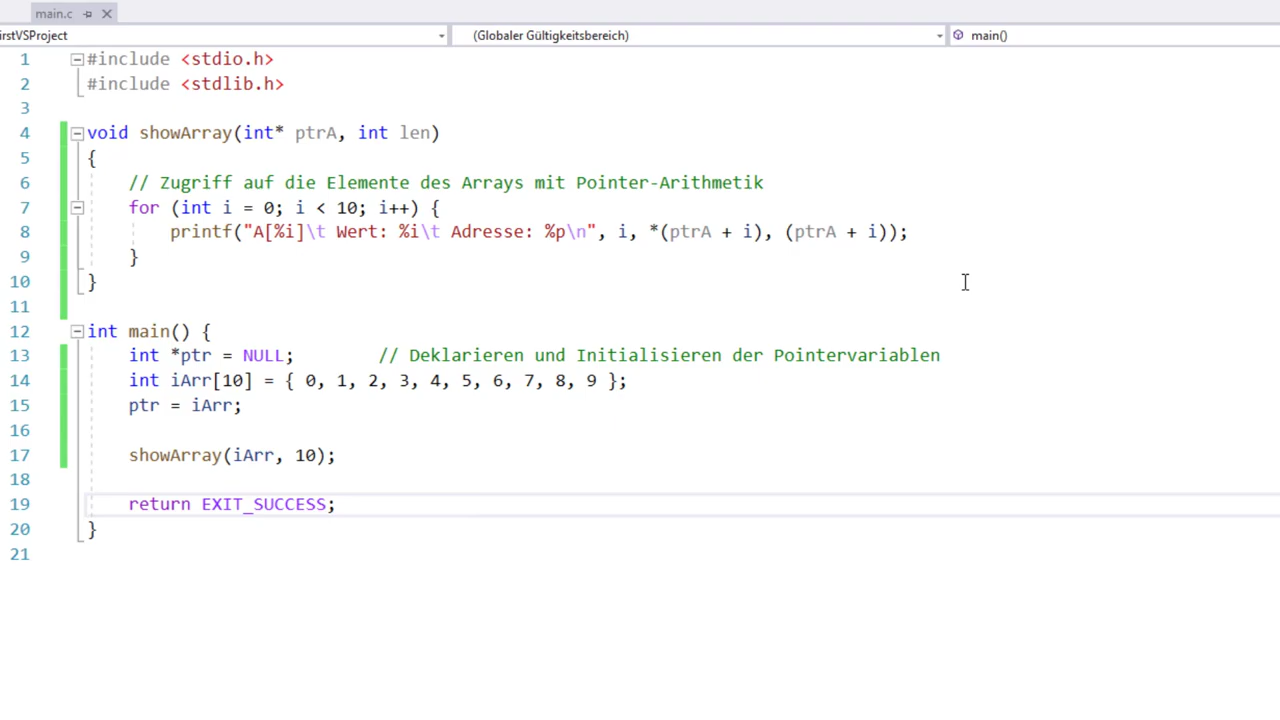 main.c
irstVSProject
(Globaler Gültigkeitsbereich)
main()
1 #include <stdio.h>
2 #include <stdlib.h>
3
4 void showArray(int* ptrA, int len)
5 {
6 // Zugriff auf die Elemente des Arrays mit Pointer-Arithmetik
7 for (int i = 0; i < 10; i++) {
8 printf("A[%i]\t Wert: %i\t Adresse: %p\n", i, *(ptrA + i), (ptrA + i));
9 }
10 }
11
12 int main() {
13 int *ptr = NULL; // Deklarieren und Initialisieren der Pointervariablen
14 int iArr[10] = { 0, 1, 2, 3, 4, 5, 6, 7, 8, 9 };
15 ptr = iArr;
16
17 showArray(iArr, 10);
18
19 return EXIT_SUCCESS;
20 }
21